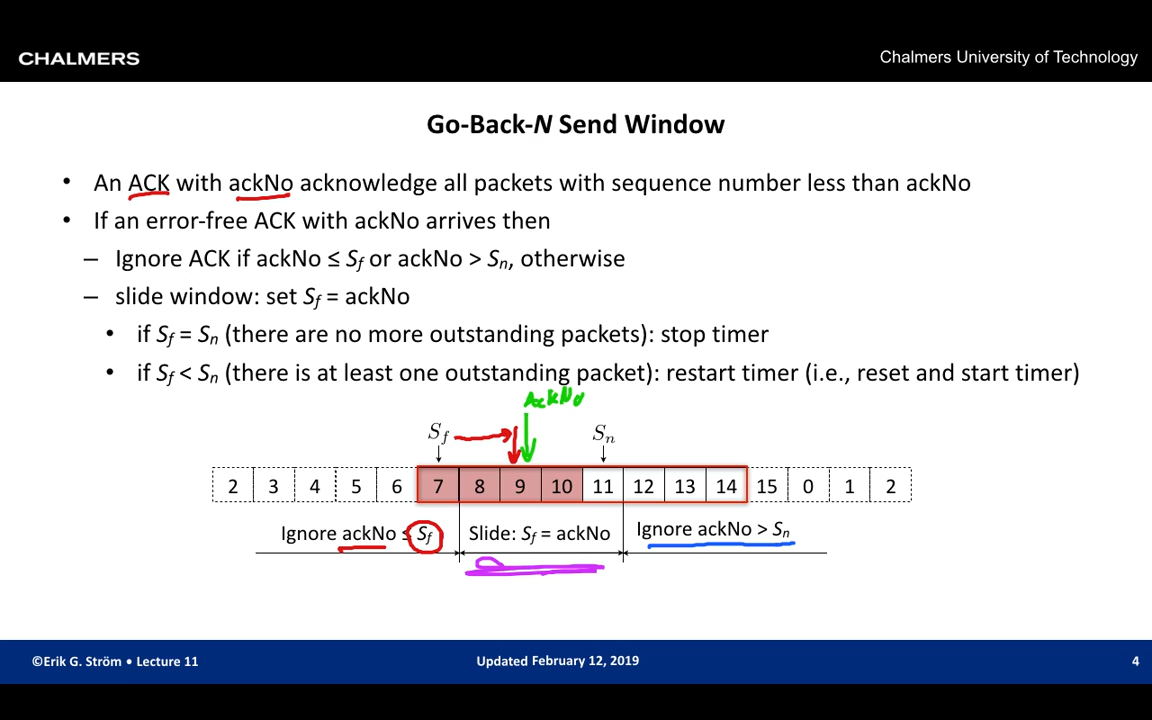 CHALMERS
Chalmers University of Technology
Go-Back-N Send Window
• An ACK with ackNo acknowledge all packets with sequence number less than ackNo
• If an error-free ACK with ackNo arrives then
– Ignore ACK if ackNo ≤ Sf or ackNo > Sn, otherwise
– slide window: set Sf = ackNo
• if Sf = Sn (there are no more outstanding packets): stop timer
• if Sf < Sn (there is at least one outstanding packet): restart timer (i.e., reset and start timer)
AckNo
Sf Sn
2 3 4 5 6 7 8 9 10 11 12 13 14 15 0 1 2
Ignore ackNo ≤ Sf Slide: Sf = ackNo Ignore ackNo > Sn
©Erik G. Ström • Lecture 11 Updated February 12, 2019 4